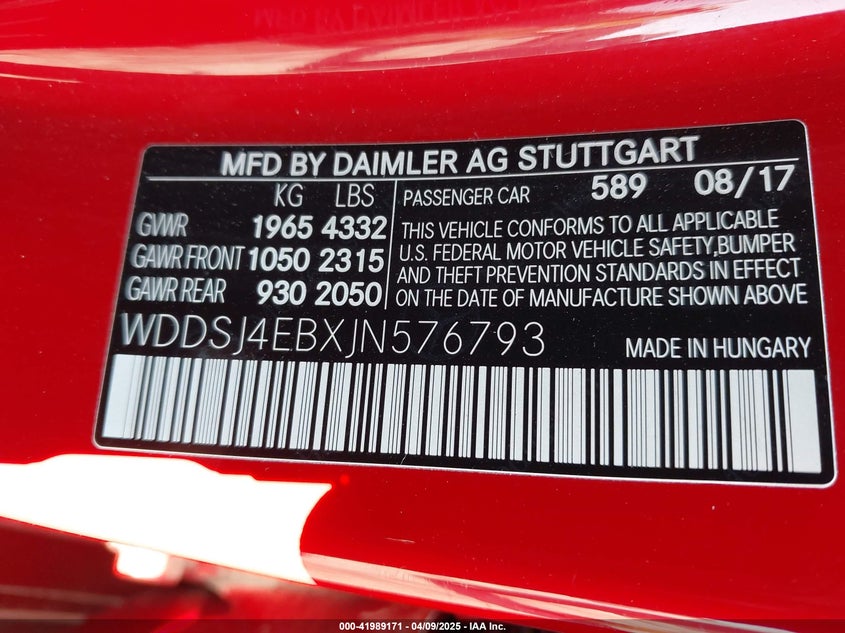 MFD BY DAIMLER AG STUTTGART
KG LBS
GVWR 1965 4332
GAWR FRONT 1050 2315
GAWR REAR 930 2050
PASSENGER CAR 589 08/17
THIS VEHICLE CONFORMS TO ALL APPLICABLE
U.S. FEDERAL MOTOR VEHICLE SAFETY,BUMPER
AND THEFT PREVENTION STANDARDS IN EFFECT
ON THE DATE OF MANUFACTURE SHOWN ABOVE
WDDSJ4EBXJN576793 MADE IN HUNGARY
000-41989171 - 04/09/2025 - IAA Inc.